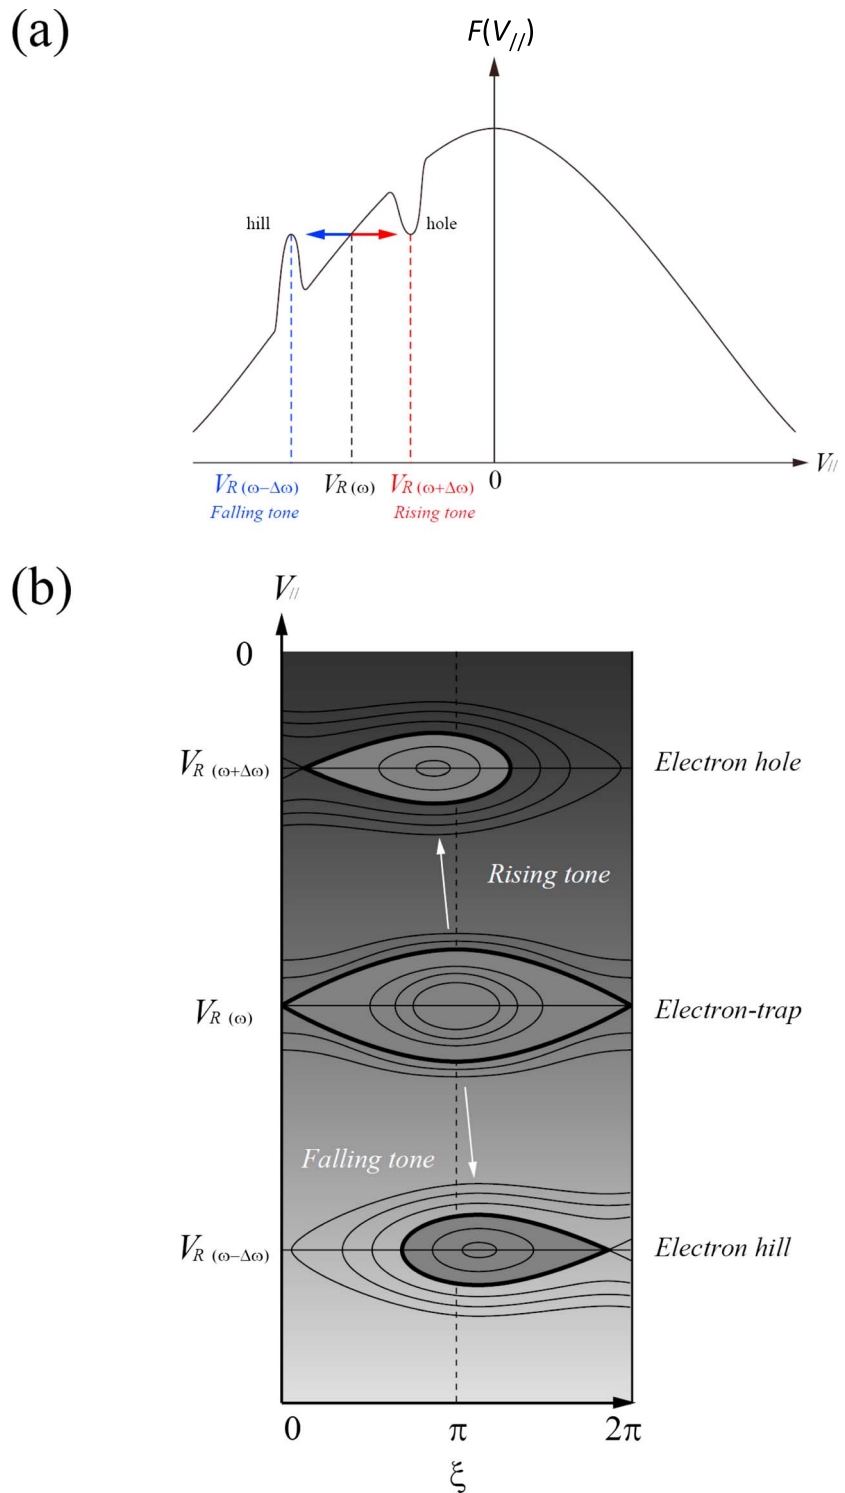 (a)
F(V//)
hill
hole
V//
VR (ω−Δω) VR (ω) VR (ω+Δω) 0
Falling tone Rising tone
(b)
V//
0
VR (ω+Δω) Electron hole
Rising tone
VR (ω) Electron-trap
Falling tone
VR (ω−Δω) Electron hill
0 π 2π
ξ